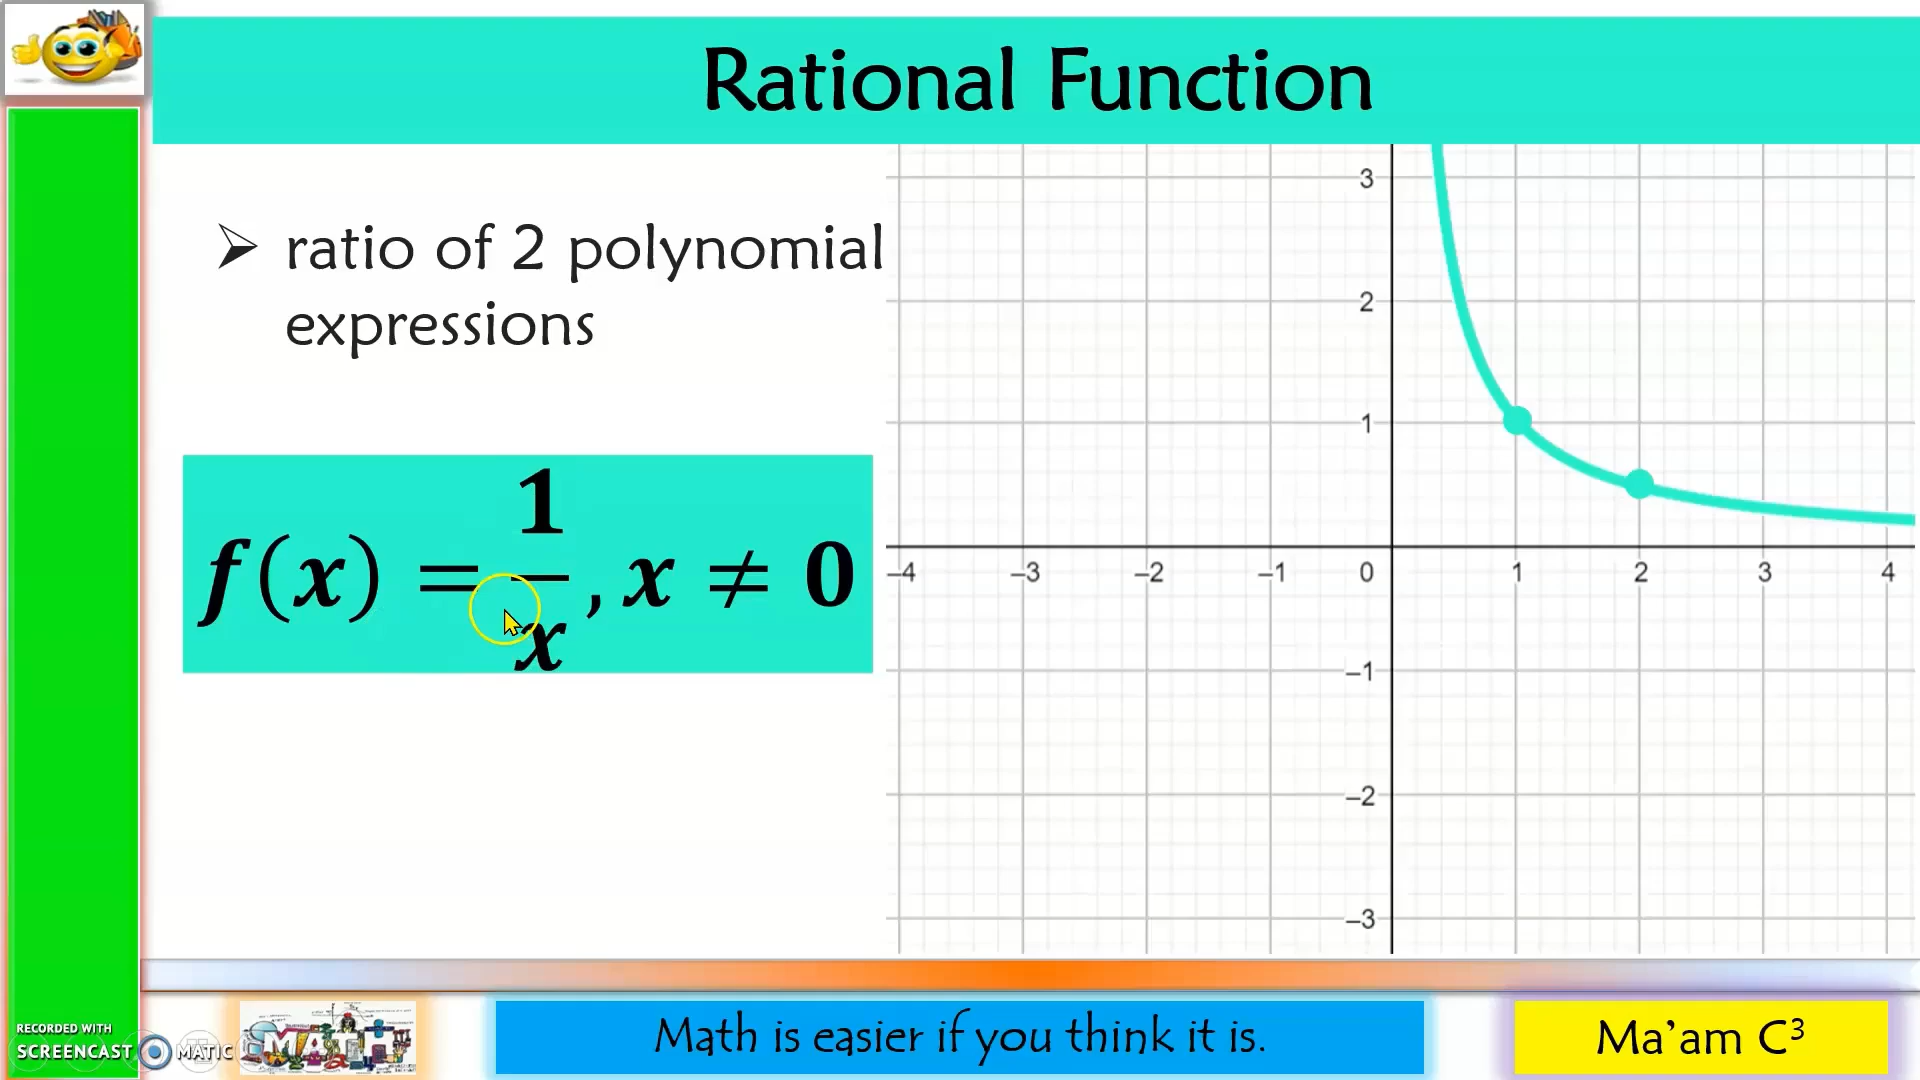 Rational Function
➢ ratio of 2 polynomial
expressions
f(x) = 1/x, x ≠ 0
3
2
1
–4 –3 –2 –1 0 1 2 3 4
–1
–2
–3
RECORDED WITH
SCREENCAST MATIC
MATH
Math is easier if you think it is.
Ma’am C³